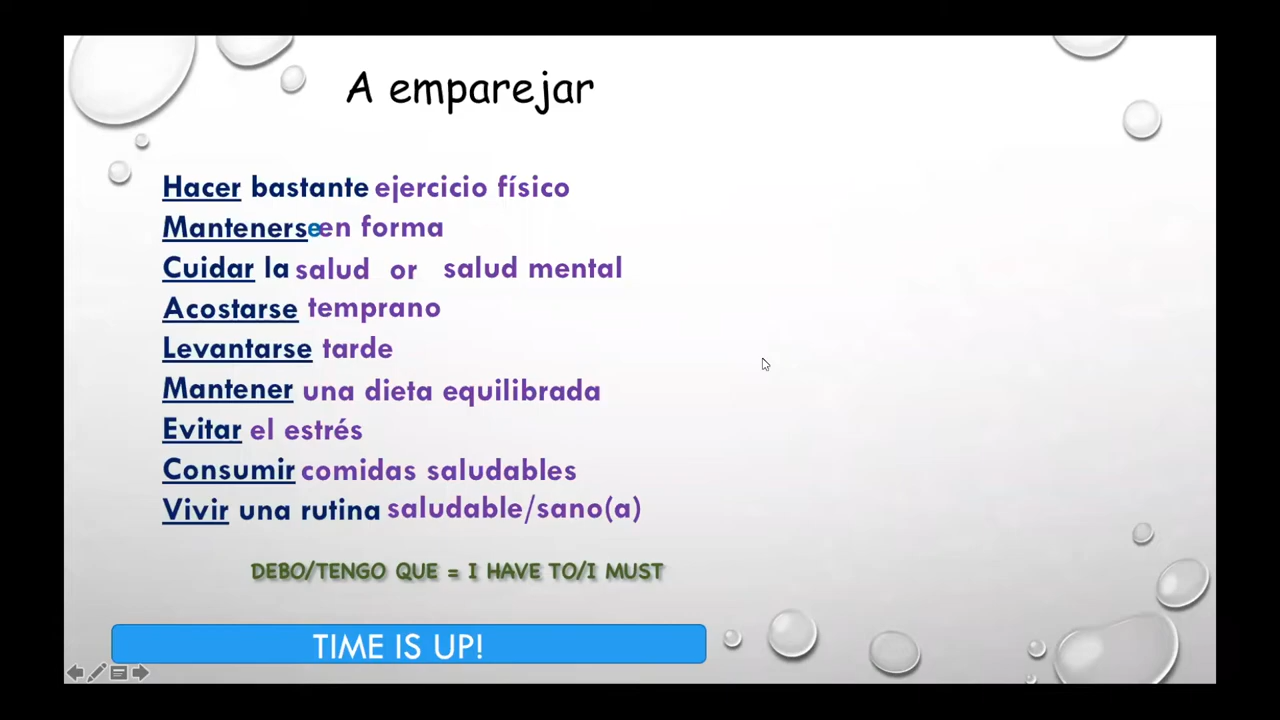 A emparejar
Hacer bastante ejercicio físico
Mantenerse en forma
Cuidar la salud or salud mental
Acostarse temprano
Levantarse tarde
Mantener una dieta equilibrada
Evitar el estrés
Consumir comidas saludables
Vivir una rutina saludable/sano(a)
DEBO/TENGO QUE = I HAVE TO/I MUST
TIME IS UP!